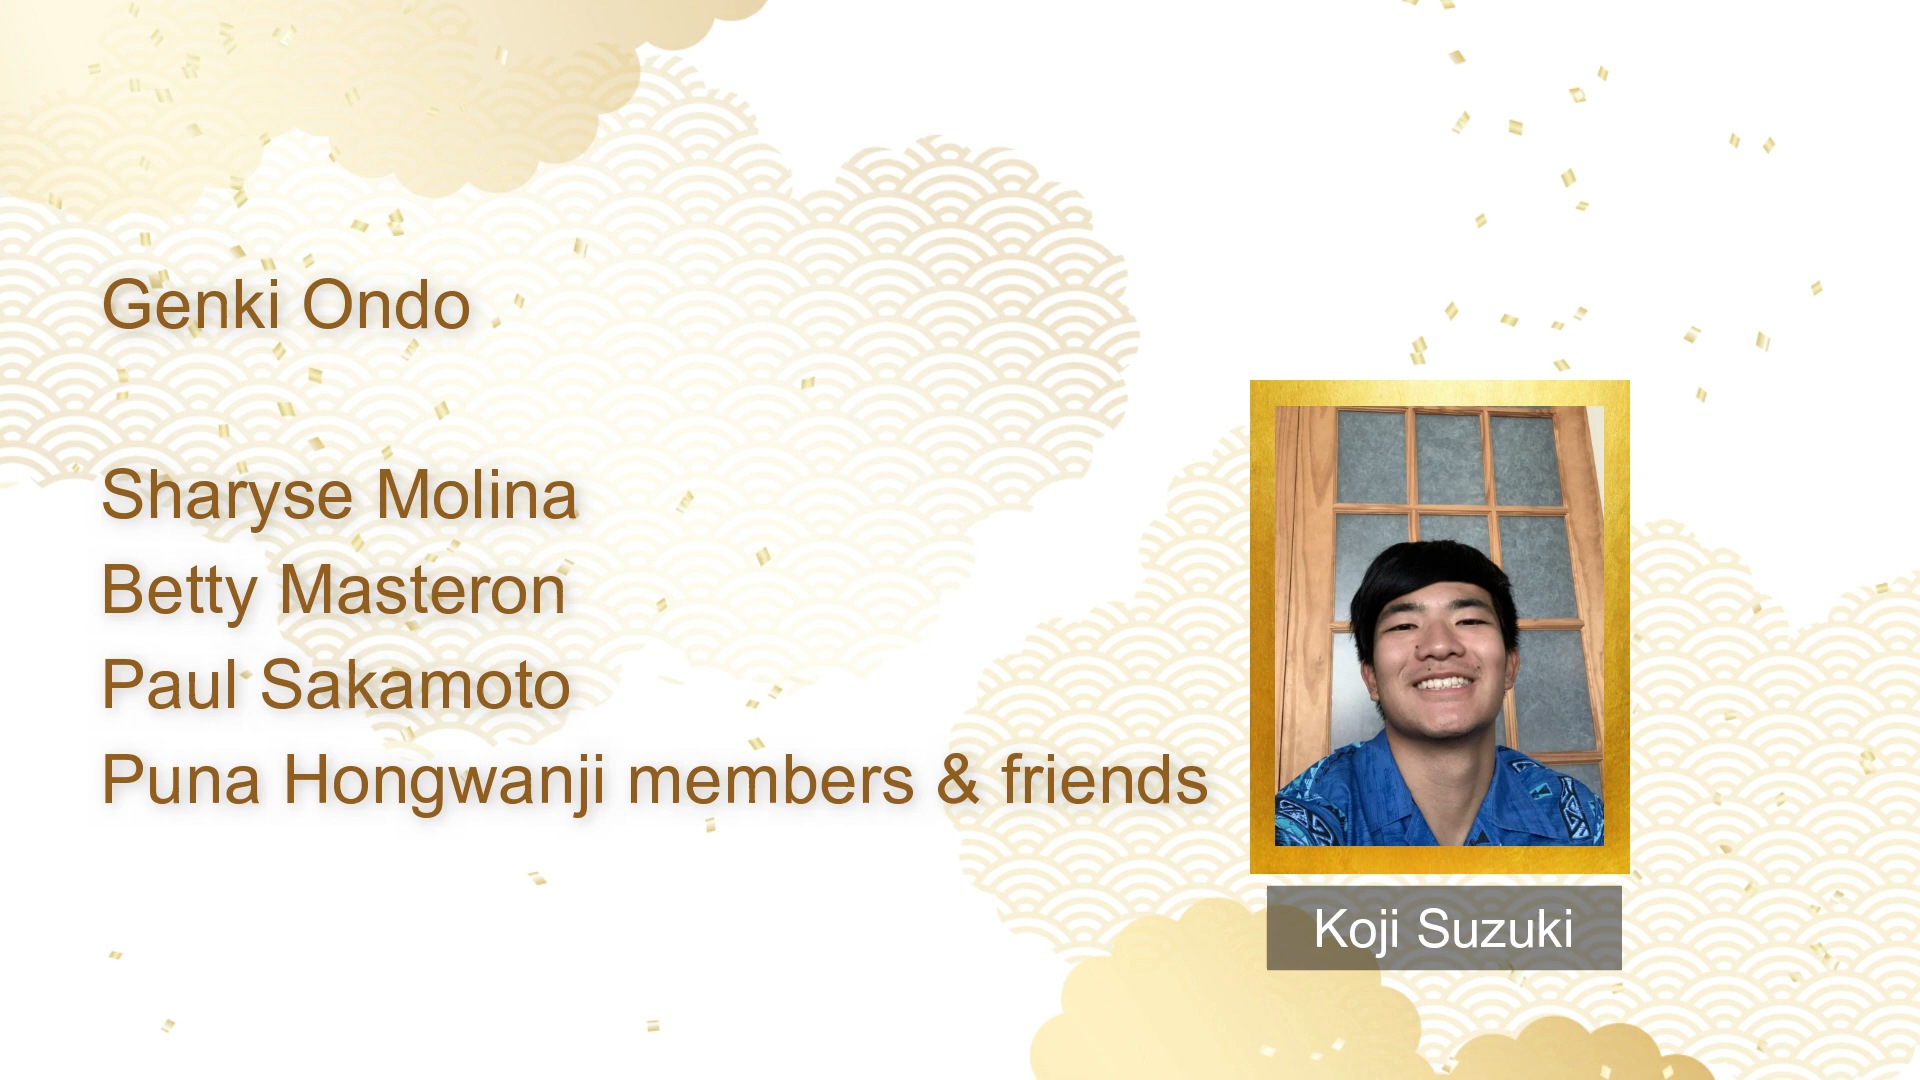 Genki Ondo
Sharyse Molina
Betty Masteron
Paul Sakamoto
Puna Hongwanji members & friends
Koji Suzuki